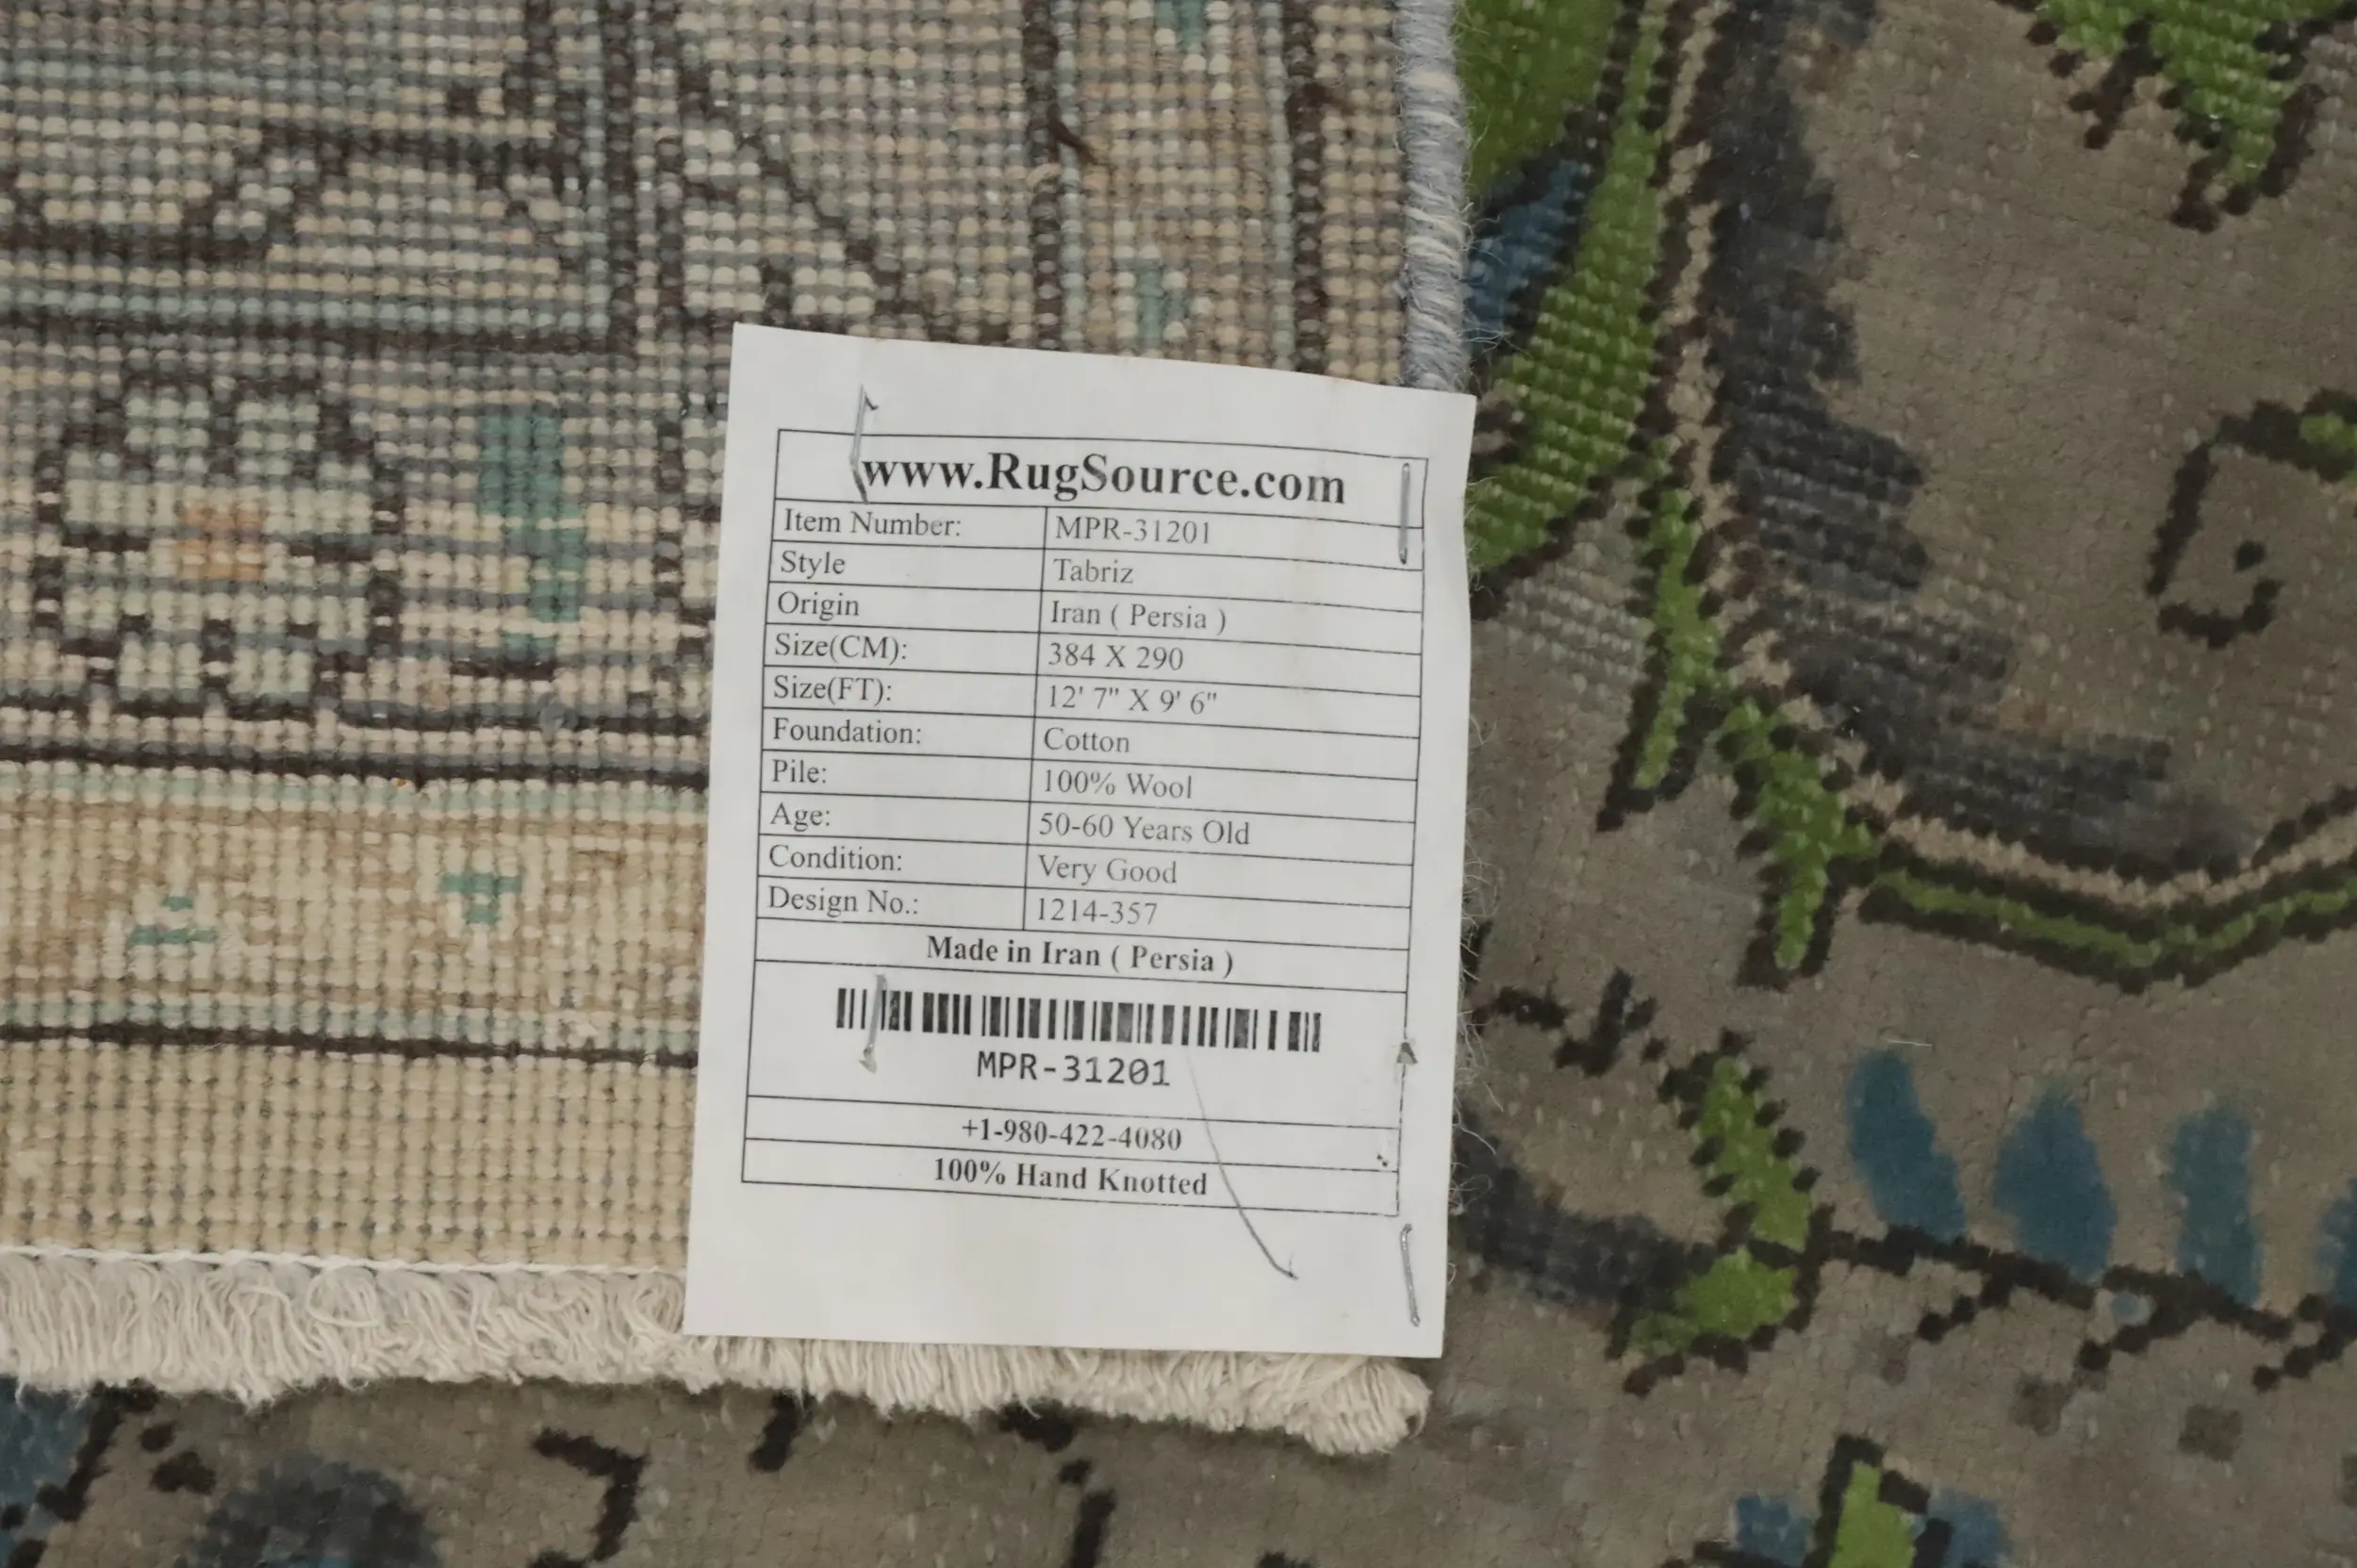 www.RugSource.com
Item Number: MPR-31201
Style Tabriz
Origin Iran ( Persia )
Size(CM): 384 X 290
Size(FT): 12' 7" X 9' 6"
Foundation: Cotton
Pile: 100% Wool
Age: 50-60 Years Old
Condition: Very Good
Design No.: 1214-357
Made in Iran ( Persia )
MPR-31201
+1-980-422-4080
100% Hand Knotted